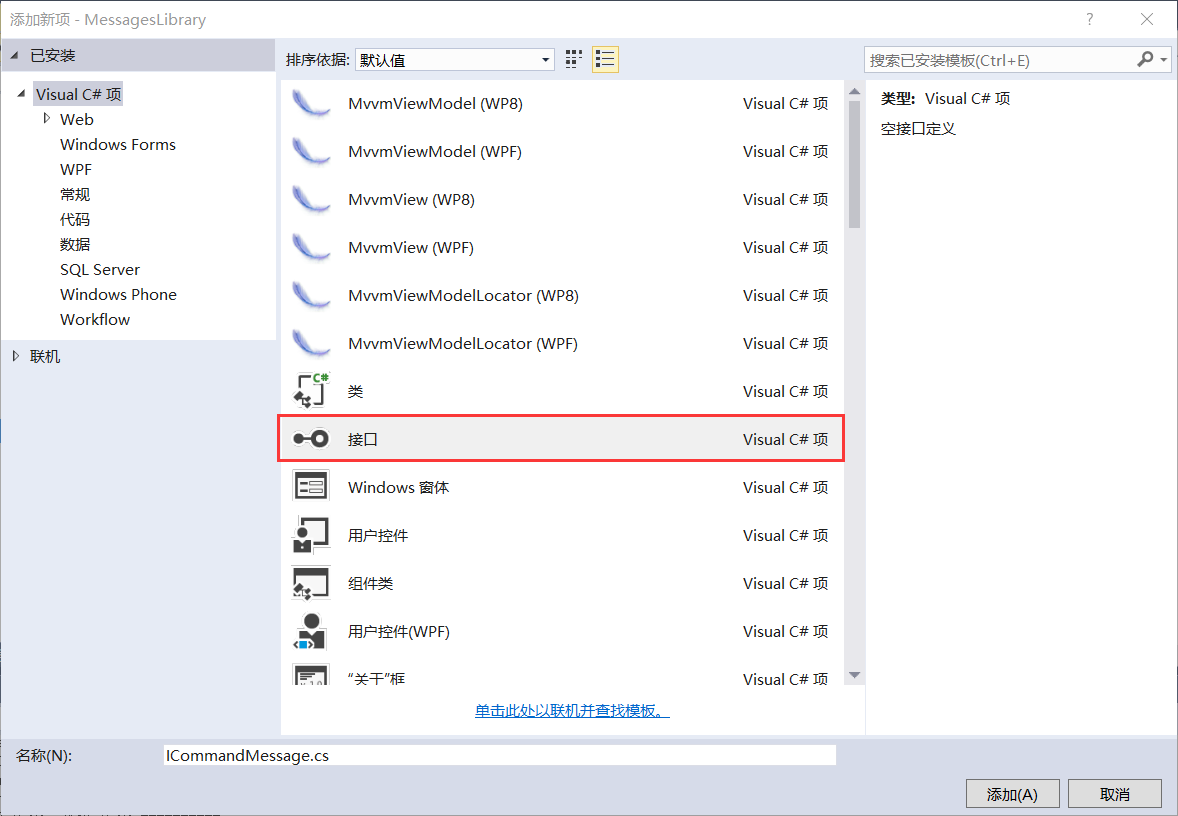 添加新项 - MessagesLibrary
?
已安装
Visual C# 项
Web
Windows Forms
WPF
常规
代码
数据
SQL Server
Windows Phone
Workflow
联机
排序依据: 默认值
搜索已安装模板(Ctrl+E)
MvvmViewModel (WP8) Visual C# 项
MvvmViewModel (WPF) Visual C# 项
MvvmView (WP8) Visual C# 项
MvvmView (WPF) Visual C# 项
MvvmViewModelLocator (WP8) Visual C# 项
MvvmViewModelLocator (WPF) Visual C# 项
C# 类 Visual C# 项
接口 Visual C# 项
Windows 窗体 Visual C# 项
用户控件 Visual C# 项
组件类 Visual C# 项
用户控件(WPF) Visual C# 项
“关于”框 Visual C# 项
单击此处以联机并查找模板。
类型: Visual C# 项
空接口定义
名称(N): ICommandMessage.cs
添加(A) 取消